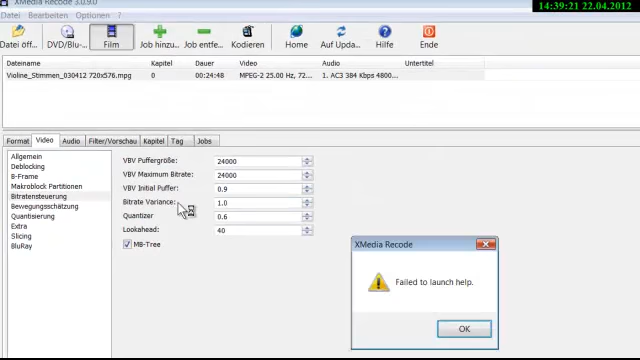 XMedia Recode 3.0.9.0
14:39:21 22.04.2012
Datei Bearbeiten Optionen ?
Datei öff... DVD/Blu-... Film Job hinzu... Job entfe... Kodieren Home Auf Upda... Hilfe Ende
Dateiname Kapitel Dauer Video Audio Untertitel
Violine_Stimmen_030412 720x576.mpg 0 00:24:48 MPEG-2 25.00 Hz, 72... 1. AC3 384 Kbps 4800...
Format Video Audio Filter/Vorschau Kapitel Tag Jobs
Allgemein
Deblocking
B-Frame
Makroblock Partitionen
Bitratensteuerung
Bewegungsschätzung
Quantisierung
Extra
Slicing
BluRay
VBV Puffergröße: 24000
VBV Maximum Bitrate: 24000
VBV Initial Puffer: 0.9
Bitrate Variance: 1.0
Quantizer 0.6
Lookahead: 40
MB-Tree
XMedia Recode
Failed to launch help.
OK